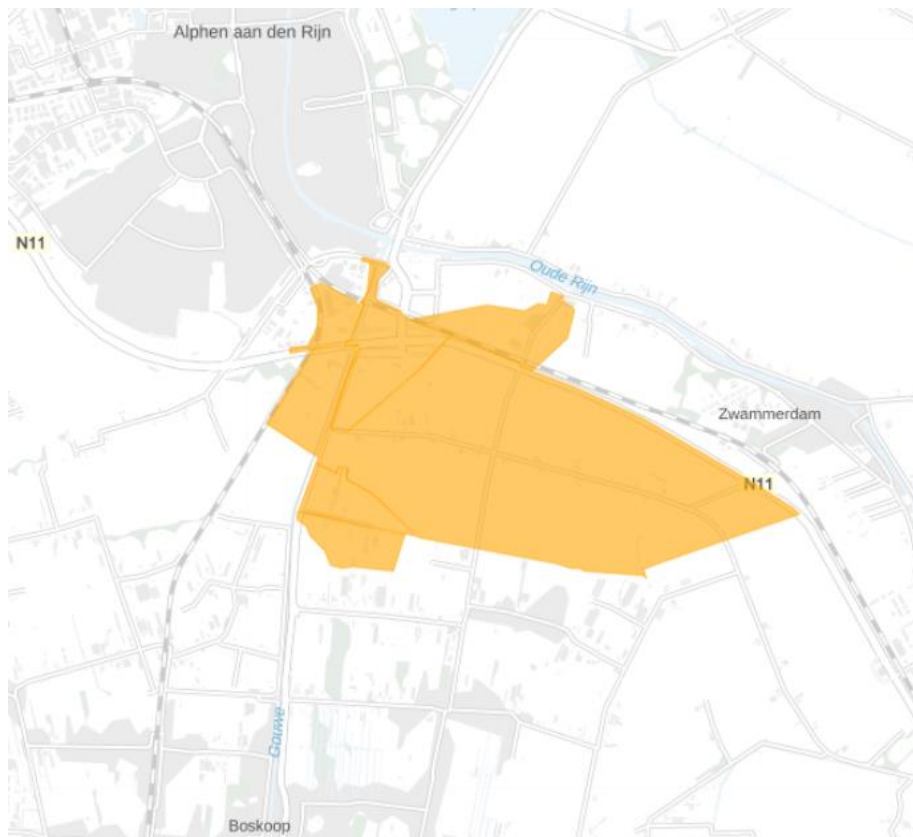 Alphen aan den Rijn
N11
Oude Rijn
Zwammerdam
N11
Gouwe
Boskoop